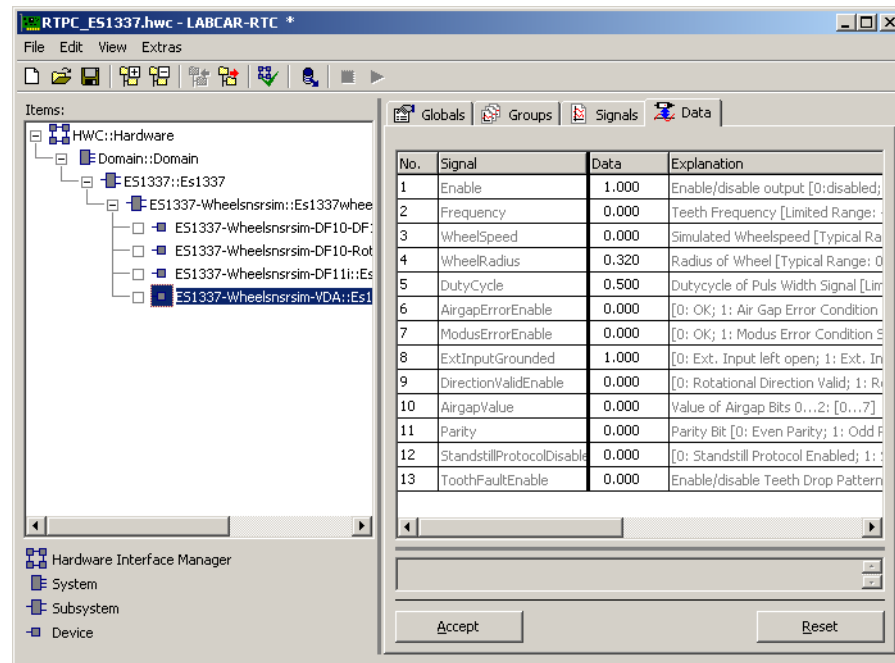 RTPC_ES1337.hwc - LABCAR-RTC *
File Edit View Extras
Items:
HWC::Hardware
Domain::Domain
ES1337::Es1337
ES1337-Wheelsnsrsim::Es1337whee
ES1337-Wheelsnsrsim-DF10-DF:
ES1337-Wheelsnsrsim-DF10-Rot
ES1337-Wheelsnsrsim-DF11i::Es
ES1337-Wheelsnsrsim-VDA::Es1
Hardware Interface Manager
System
Subsystem
Device
Globals Groups Signals Data
No. Signal Data Explanation
1 Enable 1.000 Enable/disable output [0:disabled;
2 Frequency 0.000 Teeth Frequency [Limited Range:
3 WheelSpeed 0.000 Simulated Wheelspeed [Typical Ra
4 WheelRadius 0.320 Radius of Wheel [Typical Range: 0
5 DutyCycle 0.500 Dutycycle of Puls Width Signal [Lim
6 AirgapErrorEnable 0.000 [0: OK; 1: Air Gap Error Condition
7 ModusErrorEnable 0.000 [0: OK; 1: Modus Error Condition S
8 ExtInputGrounded 1.000 [0: Ext. Input left open; 1: Ext. In
9 DirectionValidEnable 0.000 [0: Rotational Direction Valid; 1: R
10 AirgapValue 0.000 Value of Airgap Bits 0...2: [0...7]
11 Parity 0.000 Parity Bit [0: Even Parity; 1: Odd P
12 StandstillProtocolDisable 0.000 [0: Standstill Protocol Enabled; 1:
13 ToothFaultEnable 0.000 Enable/disable Teeth Drop Pattern
Accept Reset